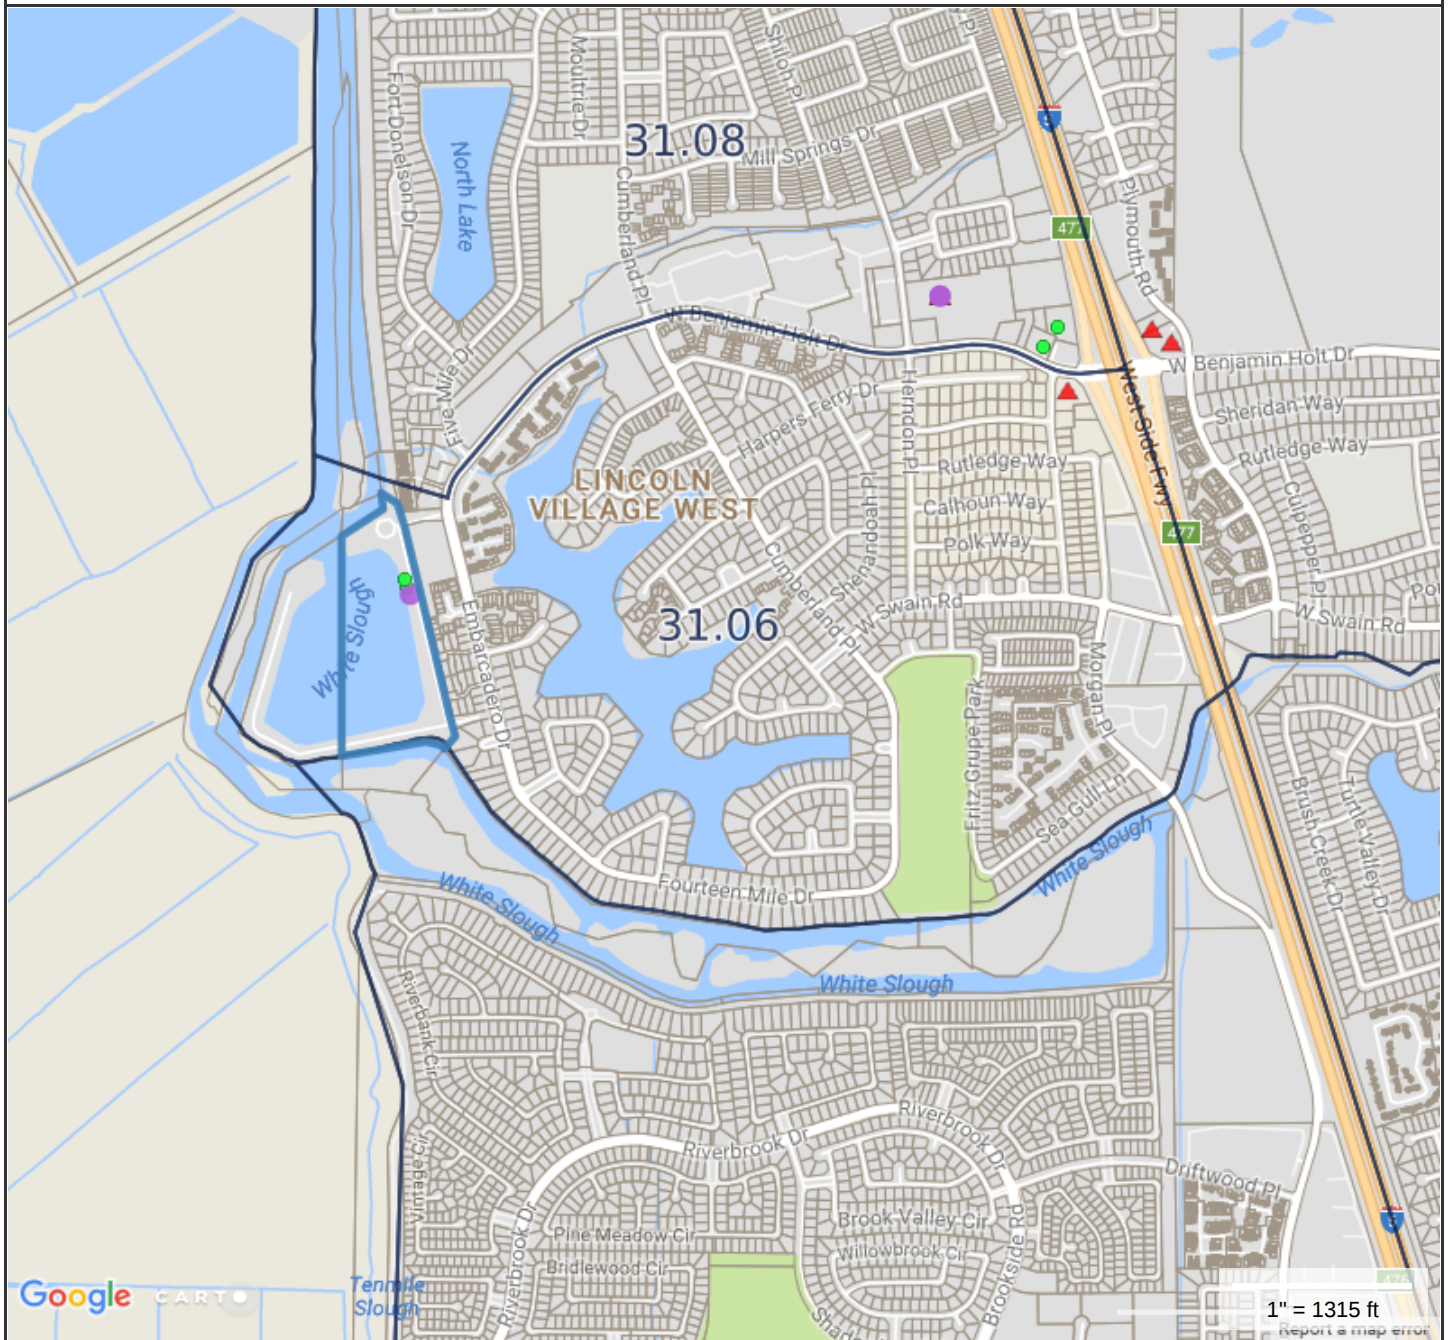 Shiloh Pl
Pl
Moultrie Dr
Fort Donelson Dr
31.08
Mill Springs Dr
5
North Lake
Cumberland Pl
Plymouth Rd
477
W Benjamin Holt Dr
W Benjamin Holt Dr
Five Mile Dr
West Side Fwy
Harpers Ferry Dr
Herndon Pl
Sheridan Way
Rutledge Way
LINCOLN
VILLAGE WEST
Rutledge Way
Shenandoah Pl
Calhoun Way
Culpepper Pl
477
Polk Way
Cumberland Pl
White Slough
Embarcadero Dr
31.06
W Swain Rd
W Swain Rd
Morgan Pl
Fritz Grupe Park
Sea Gull Ln
Brush Creek Dr
Turtle Valley Dr
White Slough
Fourteen Mile Dr
White Slough
White Slough
Riverbank Cir
Riverbrook Dr
Riverbrook Dr
Vintage Cir
Driftwood Pl
Riverbrook Dr
Brook Valley Cir
Pine Meadow Cir
Willowbrook Cir
Brookside Rd
Bridlewood Cir
5
Tenmile
Slough
476
Google
CARTO
1" = 1315 ft
Report a map error